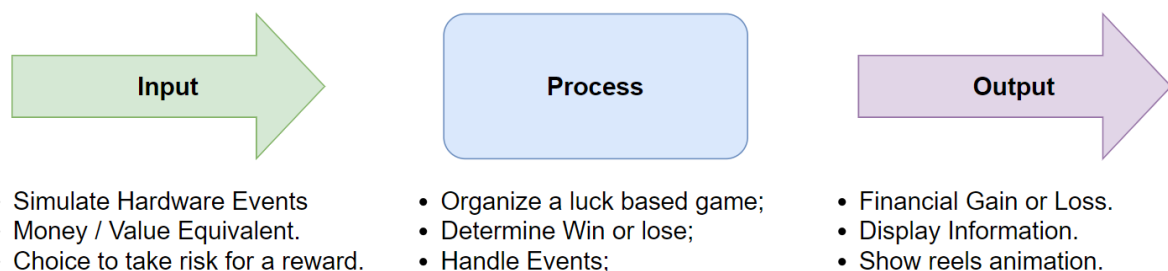 Input
Process
Output
Simulate Hardware Events
Money / Value Equivalent.
Choice to take risk for a reward.
• Organize a luck based game;
• Determine Win or lose;
• Handle Events;
• Financial Gain or Loss.
• Display Information.
• Show reels animation.